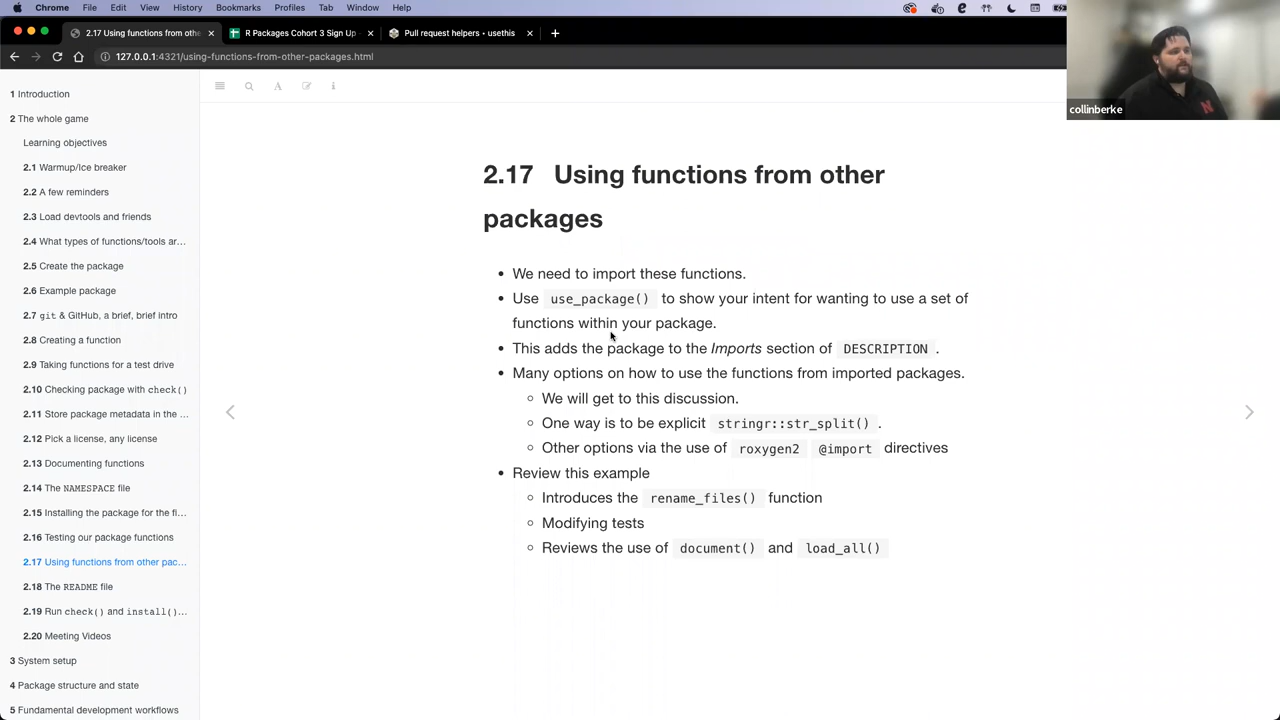 Chrome File Edit View History Bookmarks Profiles Tab Window Help
2.17 Using functions from othe
R Packages Cohort 3 Sign Up
Pull request helpers • usethis
127.0.0.1:4321/using-functions-from-other-packages.html
collinberke
1 Introduction
2 The whole game
Learning objectives
2.1 Warmup/Ice breaker
2.2 A few reminders
2.3 Load devtools and friends
2.4 What types of functions/tools ar…
2.5 Create the package
2.6 Example package
2.7 git & GitHub, a brief, brief intro
2.8 Creating a function
2.9 Taking functions for a test drive
2.10 Checking package with check()
2.11 Store package metadata in the …
2.12 Pick a license, any license
2.13 Documenting functions
2.14 The NAMESPACE file
2.15 Installing the package for the fi…
2.16 Testing our package functions
2.17 Using functions from other pac…
2.18 The README file
2.19 Run check() and install()…
2.20 Meeting Videos
3 System setup
4 Package structure and state
5 Fundamental development workflows
2.17 Using functions from other
packages
• We need to import these functions.
• Use use_package() to show your intent for wanting to use a set of
functions within your package.
• This adds the package to the Imports section of DESCRIPTION .
• Many options on how to use the functions from imported packages.
◦ We will get to this discussion.
◦ One way is to be explicit stringr::str_split() .
◦ Other options via the use of roxygen2 @import directives
• Review this example
◦ Introduces the rename_files() function
◦ Modifying tests
◦ Reviews the use of document() and load_all()